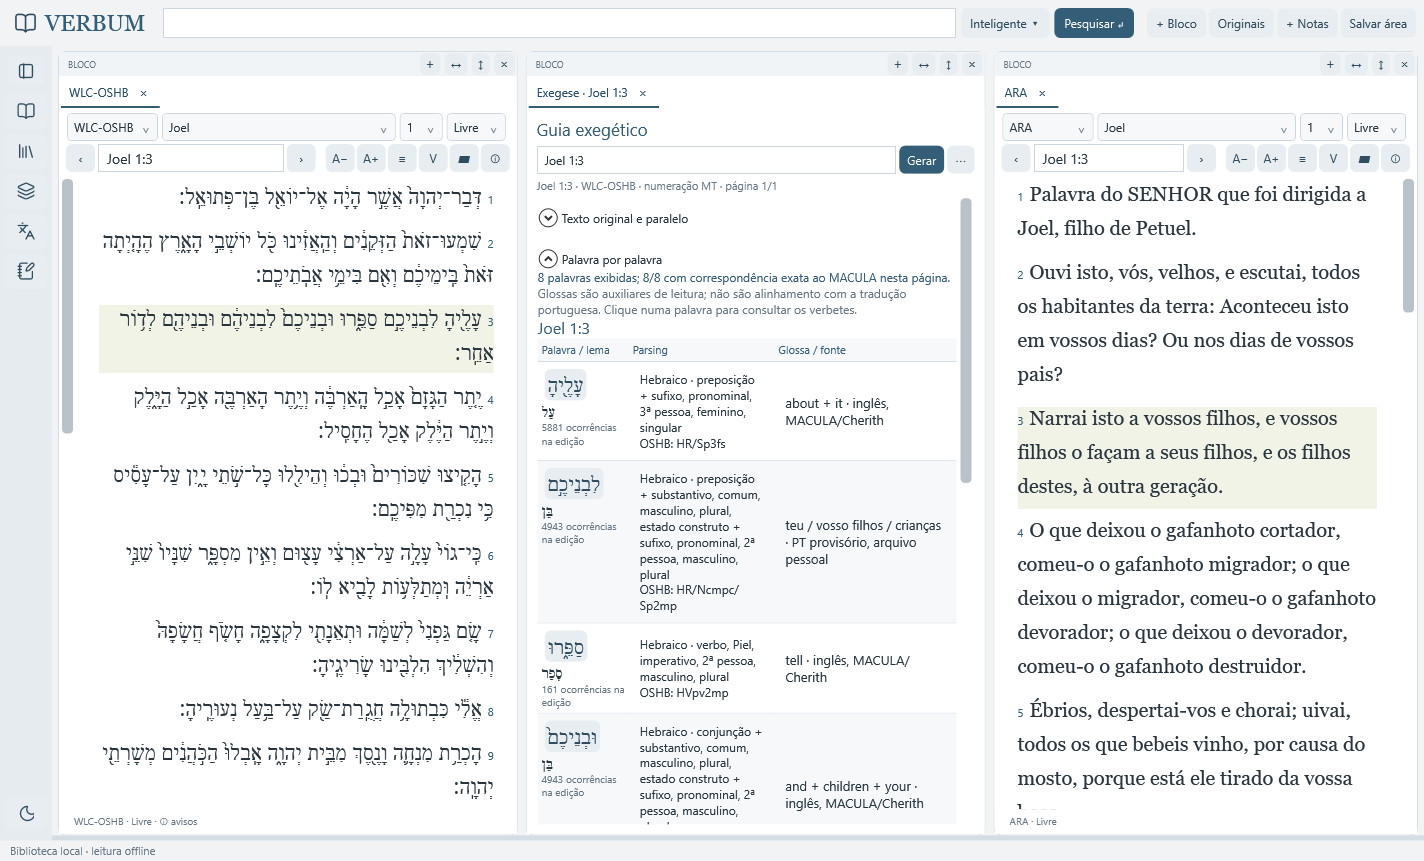 VERBUM
Inteligente
Pesquisar
+ Bloco
Originais
+ Notas
Salvar área
BLOCO
WLC-OSHB
WLC-OSHB
Joel
1
Livre
Joel 1:3
A−
A+
V
1 דְּבַר־יְהוָה֙ אֲשֶׁ֣ר הָיָ֔ה אֶל־יוֹאֵ֖ל בֶּן־פְּתוּאֵֽל׃
2 שִׁמְעוּ־זֹאת֙ הַזְּקֵנִ֔ים וְהַֽאֲזִ֔ינוּ כֹּ֖ל יוֹשְׁבֵ֣י הָאָ֑רֶץ הֶהָ֤יְתָה
זֹּאת֙ בִּֽימֵיכֶ֔ם וְאִ֖ם בִּימֵ֥י אֲבֹֽתֵיכֶֽם׃
3 עָלֶ֖יהָ לִבְנֵיכֶ֣ם סַפֵּ֑רוּ וּבְנֵיכֶם֙ לִבְנֵיהֶ֔ם וּבְנֵיהֶ֖ם לְד֥וֹר
אַחֵֽר׃
4 יֶ֤תֶר הַגָּזָם֙ אָכַ֣ל הָֽאַרְבֶּ֔ה וְיֶ֥תֶר הָאַרְבֶּ֖ה אָכַ֣ל הַיָּ֑לֶק
וְיֶ֣תֶר הַיֶּ֔לֶק אָכַ֖ל הֶחָסִֽיל׃
5 הָקִ֤יצוּ שִׁכּוֹרִים֙ וּבְכ֔וּ וְהֵילִ֖לוּ כָּל־שֹׁ֣תֵי יָ֑יִן עַל־עָסִ֕יס
כִּ֥י נִכְרַ֖ת מִפִּיכֶֽם׃
6 כִּֽי־גוֹי֙ עָלָ֣ה עַל־אַרְצִ֔י עָצ֖וּם וְאֵ֣ין מִסְפָּ֑ר שִׁנָּיו֙ שִׁנֵּ֣י
אַרְיֵ֔ה וּֽמְתַלְּע֥וֹת לָבִ֖יא לֽוֹ׃
7 שָׂ֤ם גַּפְנִי֙ לְשַׁמָּ֔ה וּתְאֵנָתִ֖י לִקְצָפָ֑ה חָשֹׂ֤ף חֲשָׂפָהּ֙
וְהִשְׁלִ֔יךְ הִלְבִּ֖ינוּ שָׂרִיגֶֽיהָ׃
8 אֱלִ֕י כִּבְתוּלָ֥ה חֲגֻֽרַת־שַׂ֖ק עַל־בַּ֥עַל נְעוּרֶֽיהָ׃
9 הָכְרַ֥ת מִנְחָ֛ה וָנֶ֖סֶךְ מִבֵּ֣ית יְהוָ֑ה אָֽבְלוּ֙ הַכֹּ֣הֲנִ֔ים מְשָׁרְתֵ֖י
יְהוָֽה׃
WLC-OSHB · Livre · ⓘ avisos
BLOCO
Exegese · Joel 1:3
Guia exegético
Joel 1:3
Gerar
Joel 1:3 · WLC-OSHB · numeração MT · página 1/1
Texto original e paralelo
Palavra por palavra
8 palavras exibidas; 8/8 com correspondência exata ao MACULA nesta página.
Glossas são auxiliares de leitura; não são alinhamento com a tradução
portuguesa. Clique numa palavra para consultar os verbetes.
Joel 1:3
Palavra / lema Parsing Glossa / fonte
עָלֶ֖יהָ
עַל
5881 ocorrências
na edição
Hebraico · preposição
+ sufixo, pronominal,
3ª pessoa, feminino,
singular
OSHB: HR/Sp3fs
about + it · inglês,
MACULA/Cherith
לִבְנֵיכֶ֣ם
בֵּן
4943 ocorrências
na edição
Hebraico · preposição
+ substantivo, comum,
masculino, plural,
estado construto +
sufixo, pronominal, 2ª
pessoa, masculino,
plural
OSHB: HR/Ncmpc/
Sp2mp
teu / vosso filhos / crianças
· PT provisório, arquivo
pessoal
סַפֵּ֑רוּ
סָפַר
161 ocorrências na
edição
Hebraico · verbo, Piel,
imperativo, 2ª pessoa,
masculino, plural
OSHB: HVpv2mp
tell · inglês, MACULA/
Cherith
וּבְנֵיכֶם֙
בֵּן
4943 ocorrências
na edição
Hebraico · conjunção +
substantivo, comum,
masculino, plural,
estado construto +
sufixo, pronominal, 2ª
pessoa, masculino,
and + children + your ·
inglês, MACULA/Cherith
BLOCO
ARA
ARA
Joel
1
Livre
Joel 1:3
A−
A+
V
1 Palavra do SENHOR que foi dirigida a
Joel, filho de Petuel.
2 Ouvi isto, vós, velhos, e escutai, todos
os habitantes da terra: Aconteceu isto
em vossos dias? Ou nos dias de vossos
pais?
3 Narrai isto a vossos filhos, e vossos
filhos o façam a seus filhos, e os filhos
destes, à outra geração.
4 O que deixou o gafanhoto cortador,
comeu-o o gafanhoto migrador; o que
deixou o migrador, comeu-o o gafanhoto
devorador; o que deixou o devorador,
comeu-o o gafanhoto destruidor.
5 Ébrios, despertai-vos e chorai; uivai,
todos os que bebeis vinho, por causa do
mosto, porque está ele tirado da vossa
ARA · Livre
Biblioteca local · leitura offline